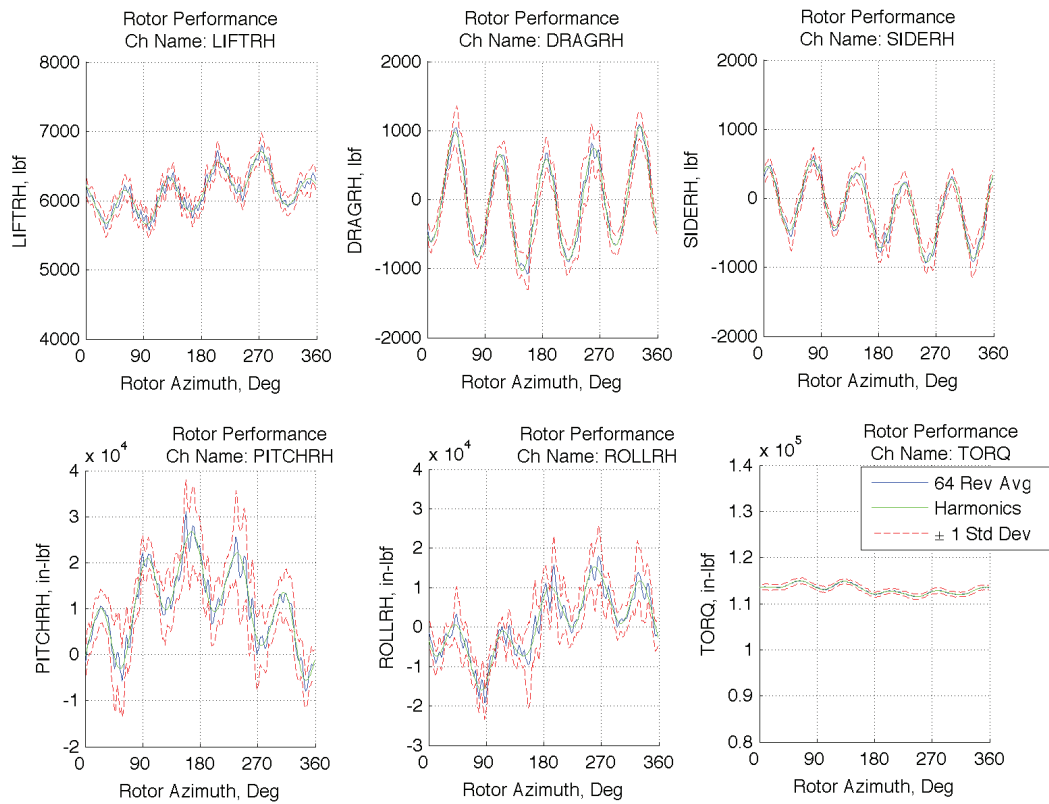 Rotor Performance
Ch Name: LIFTRH
8000
7000
6000
5000
4000
LIFTRH, lbf
0
90
180
270
360
Rotor Azimuth, Deg
Rotor Performance
Ch Name: DRAGRH
2000
1000
0
-1000
-2000
DRAGRH, lbf
0
90
180
270
360
Rotor Azimuth, Deg
Rotor Performance
Ch Name: SIDERH
2000
1000
0
-1000
-2000
SIDERH, lbf
0
90
180
270
360
Rotor Azimuth, Deg
Rotor Performance
Ch Name: PITCHRH
x 10^4
4
3
2
1
0
-1
-2
PITCHRH, in-lbf
0
90
180
270
360
Rotor Azimuth, Deg
Rotor Performance
Ch Name: ROLLRH
x 10^4
4
3
2
1
0
-1
-2
-3
ROLLRH, in-lbf
0
90
180
270
360
Rotor Azimuth, Deg
Rotor Performance
Ch Name: TORQ
x 10^5
1.4
1.3
1.2
1.1
1
0.9
0.8
TORQ, in-lbf
64 Rev Avg
Harmonics
± 1 Std Dev
0
90
180
270
360
Rotor Azimuth, Deg